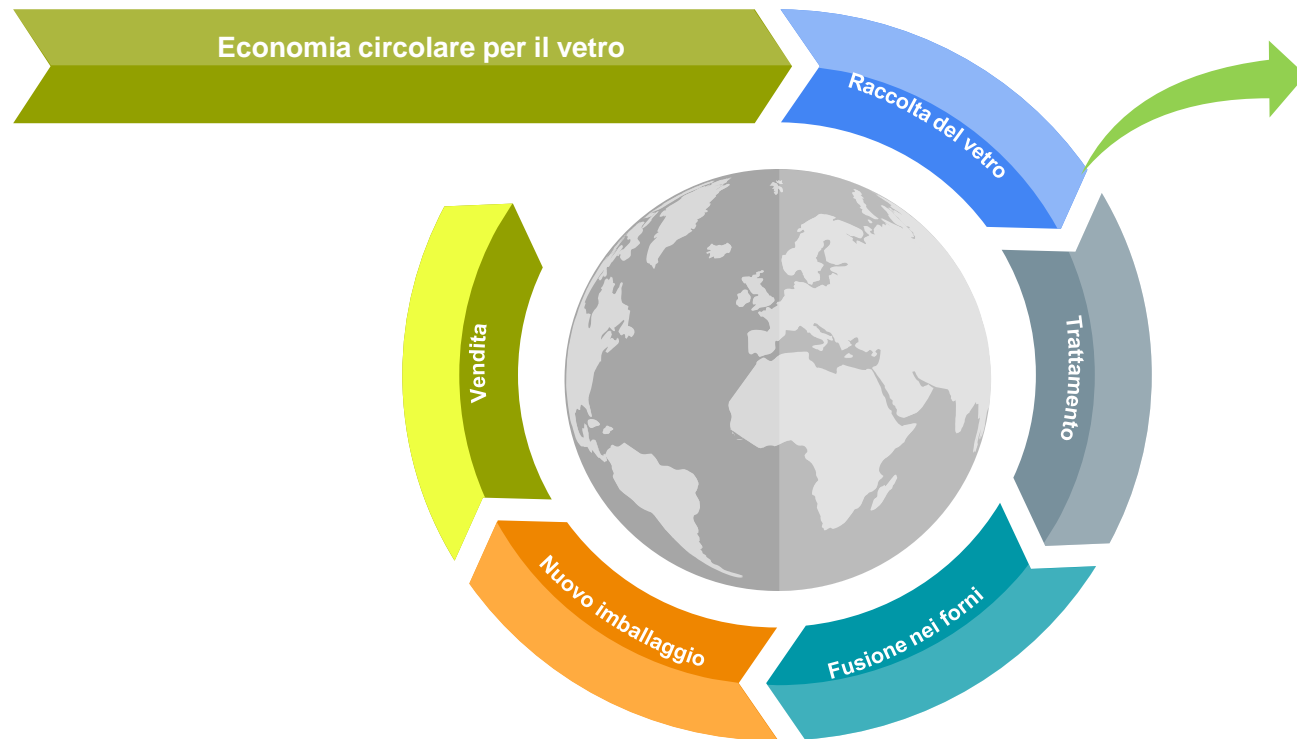 Economia circolare per il vetro
Raccolta del vetro
Trattamento
Fusione nei forni
Nuovo imballaggio
Vendita